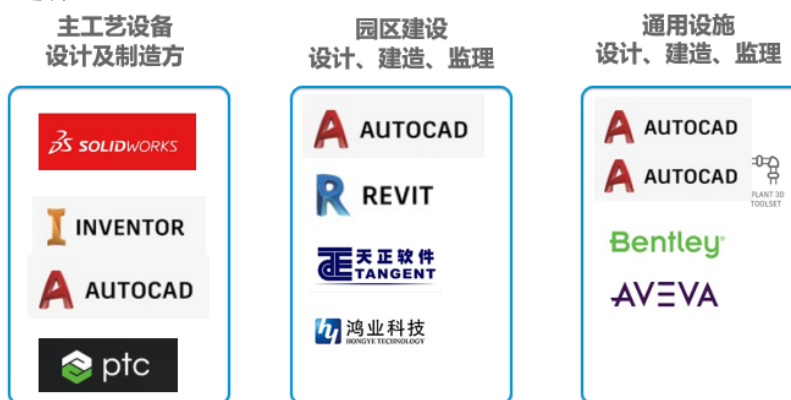 主工艺设备
设计及制造方
SOLIDWORKS
INVENTOR
AUTOCAD
ptc
园区建设
设计、建造、监理
AUTOCAD
REVIT
天正软件
TANGENT
鸿业科技
HONGYE TECHNOLOGY
通用设施
设计、建造、监理
AUTOCAD
AUTOCAD
PLANT 3D
TOOLSET
Bentley
AVEVA